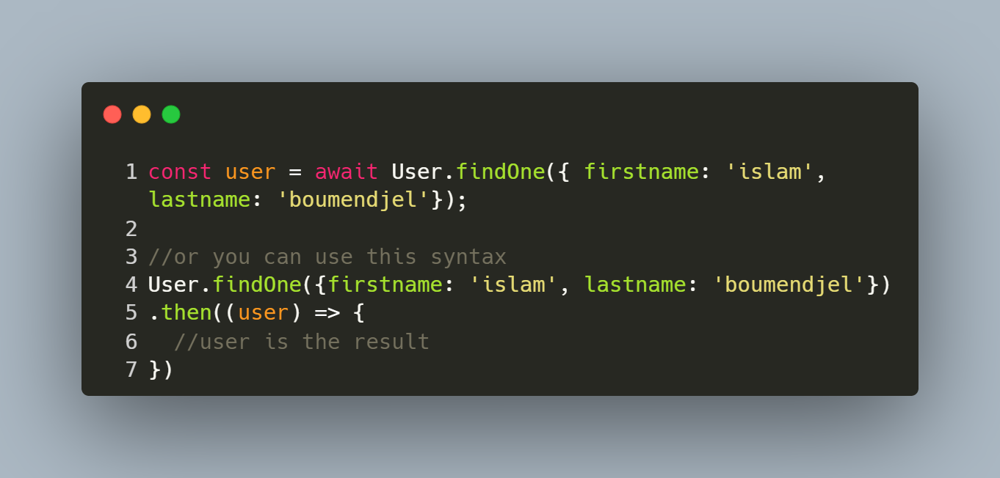 1 const user = await User.findOne({ firstname: 'islam',
lastname: 'boumendjel'});
2
3 //or you can use this syntax
4 User.findOne({firstname: 'islam', lastname: 'boumendjel'})
5 .then((user) => {
6   //user is the result
7 })